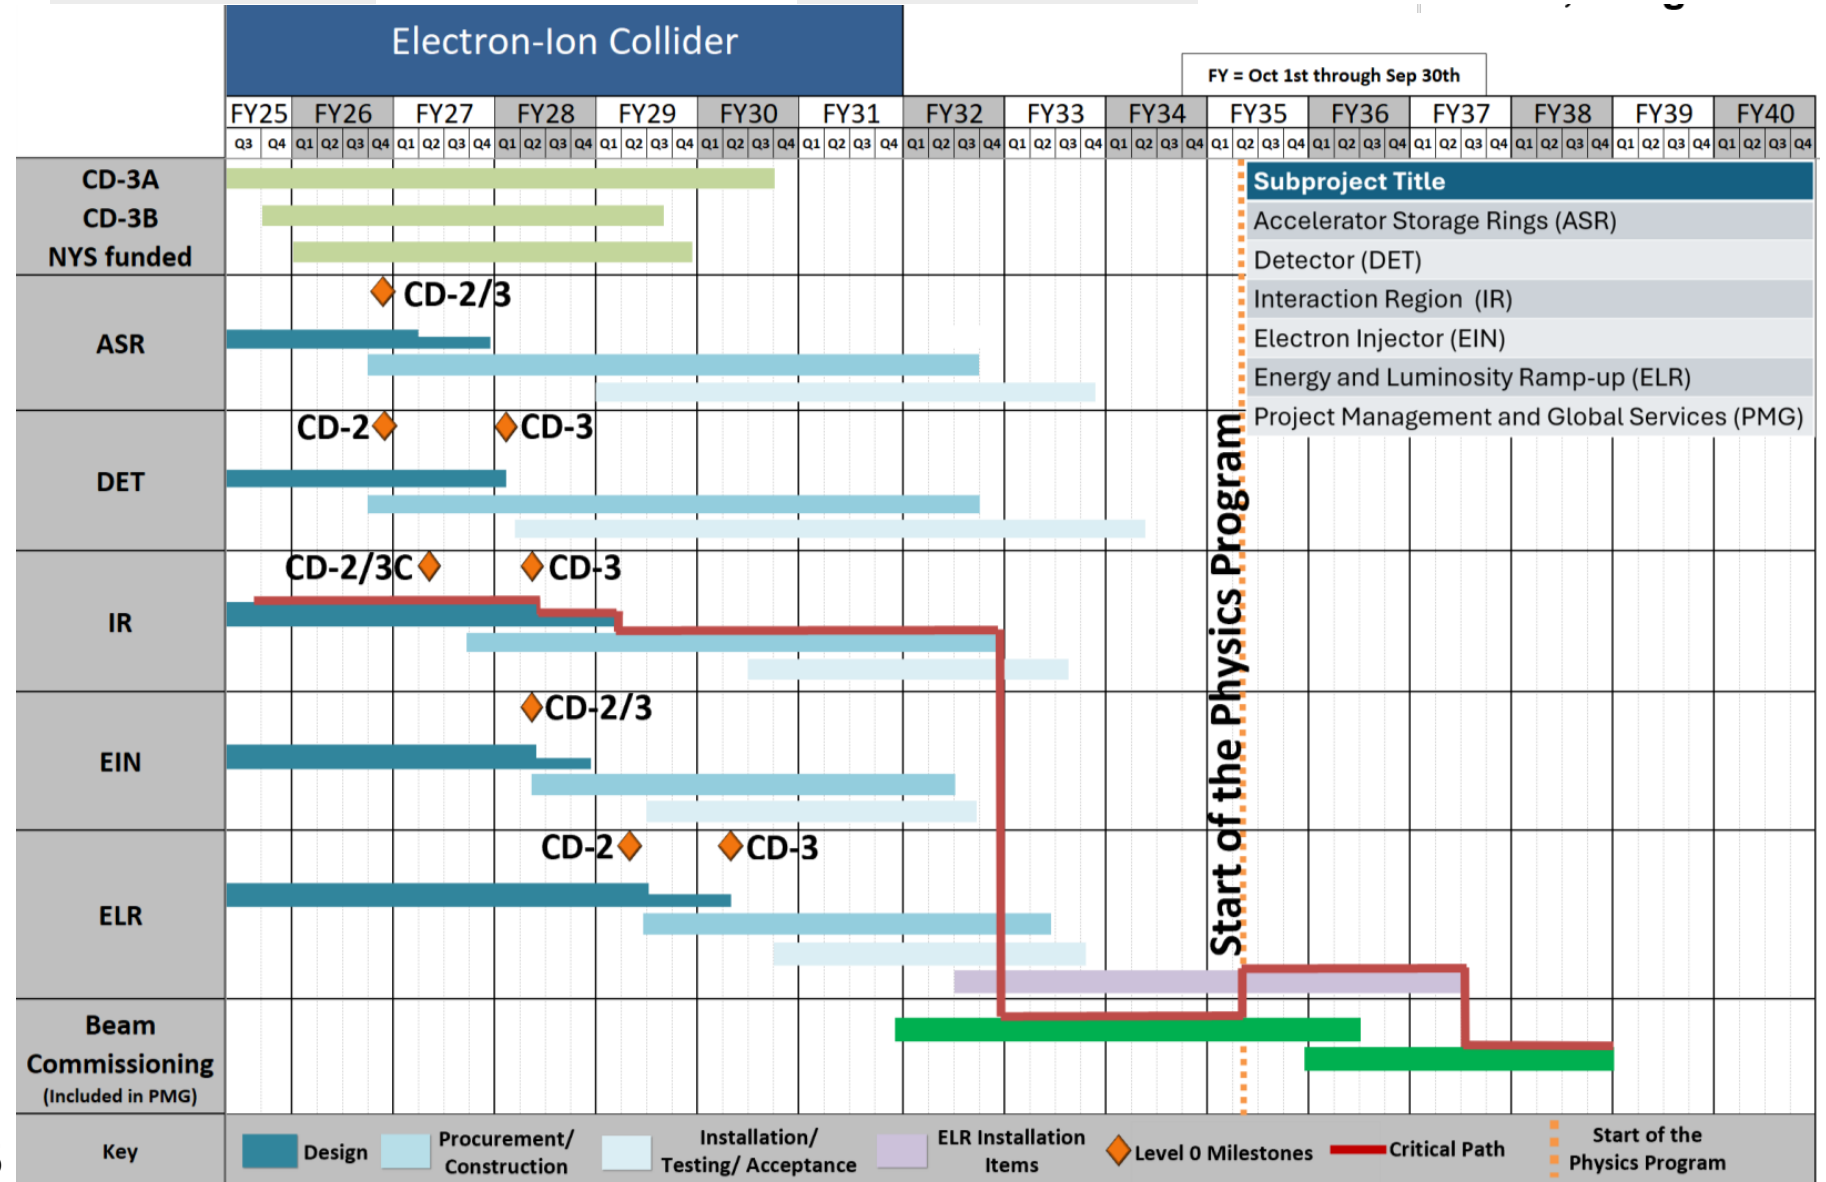 Electron-Ion Collider
FY = Oct 1st through Sep 30th
FY25 FY26 FY27 FY28 FY29 FY30 FY31 FY32 FY33 FY34 FY35 FY36 FY37 FY38 FY39 FY40
Q3 Q4 Q1 Q2 Q3 Q4 Q1 Q2 Q3 Q4 Q1 Q2 Q3 Q4 Q1 Q2 Q3 Q4 Q1 Q2 Q3 Q4 Q1 Q2 Q3 Q4 Q1 Q2 Q3 Q4 Q1 Q2 Q3 Q4 Q1 Q2 Q3 Q4 Q1 Q2 Q3 Q4 Q1 Q2 Q3 Q4 Q1 Q2 Q3 Q4 Q1 Q2 Q3 Q4 Q1 Q2 Q3 Q4 Q1 Q2 Q3 Q4
CD-3A
CD-3B
NYS funded
Subproject Title
Accelerator Storage Rings (ASR)
Detector (DET)
Interaction Region (IR)
Electron Injector (EIN)
Energy and Luminosity Ramp-up (ELR)
Project Management and Global Services (PMG)
CD-2/3
ASR
CD-2
CD-3
DET
CD-2/3C
CD-3
IR
CD-2/3
EIN
CD-2
CD-3
ELR
Start of the Physics Program
Beam
Commissioning
(Included in PMG)
Key
Design
Procurement/
Construction
Installation/
Testing/ Acceptance
ELR Installation
Items
Level 0 Milestones
Critical Path
Start of the
Physics Program